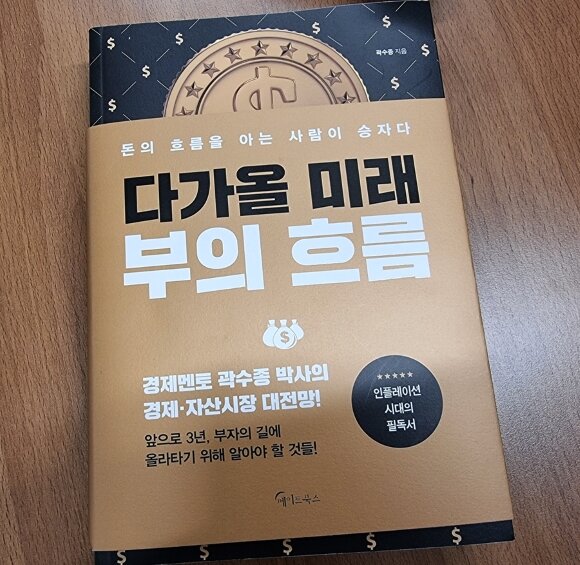 곽수종 지음
돈의 흐름을 아는 사람이 승자다
다가올 미래
부의 흐름
경제멘토 곽수종 박사의
경제·자산시장 대전망!
앞으로 3년, 부자의 길에
올라타기 위해 알아야 할 것들!
★★★★★
인플레이션
시대의
필독서
메이트북스